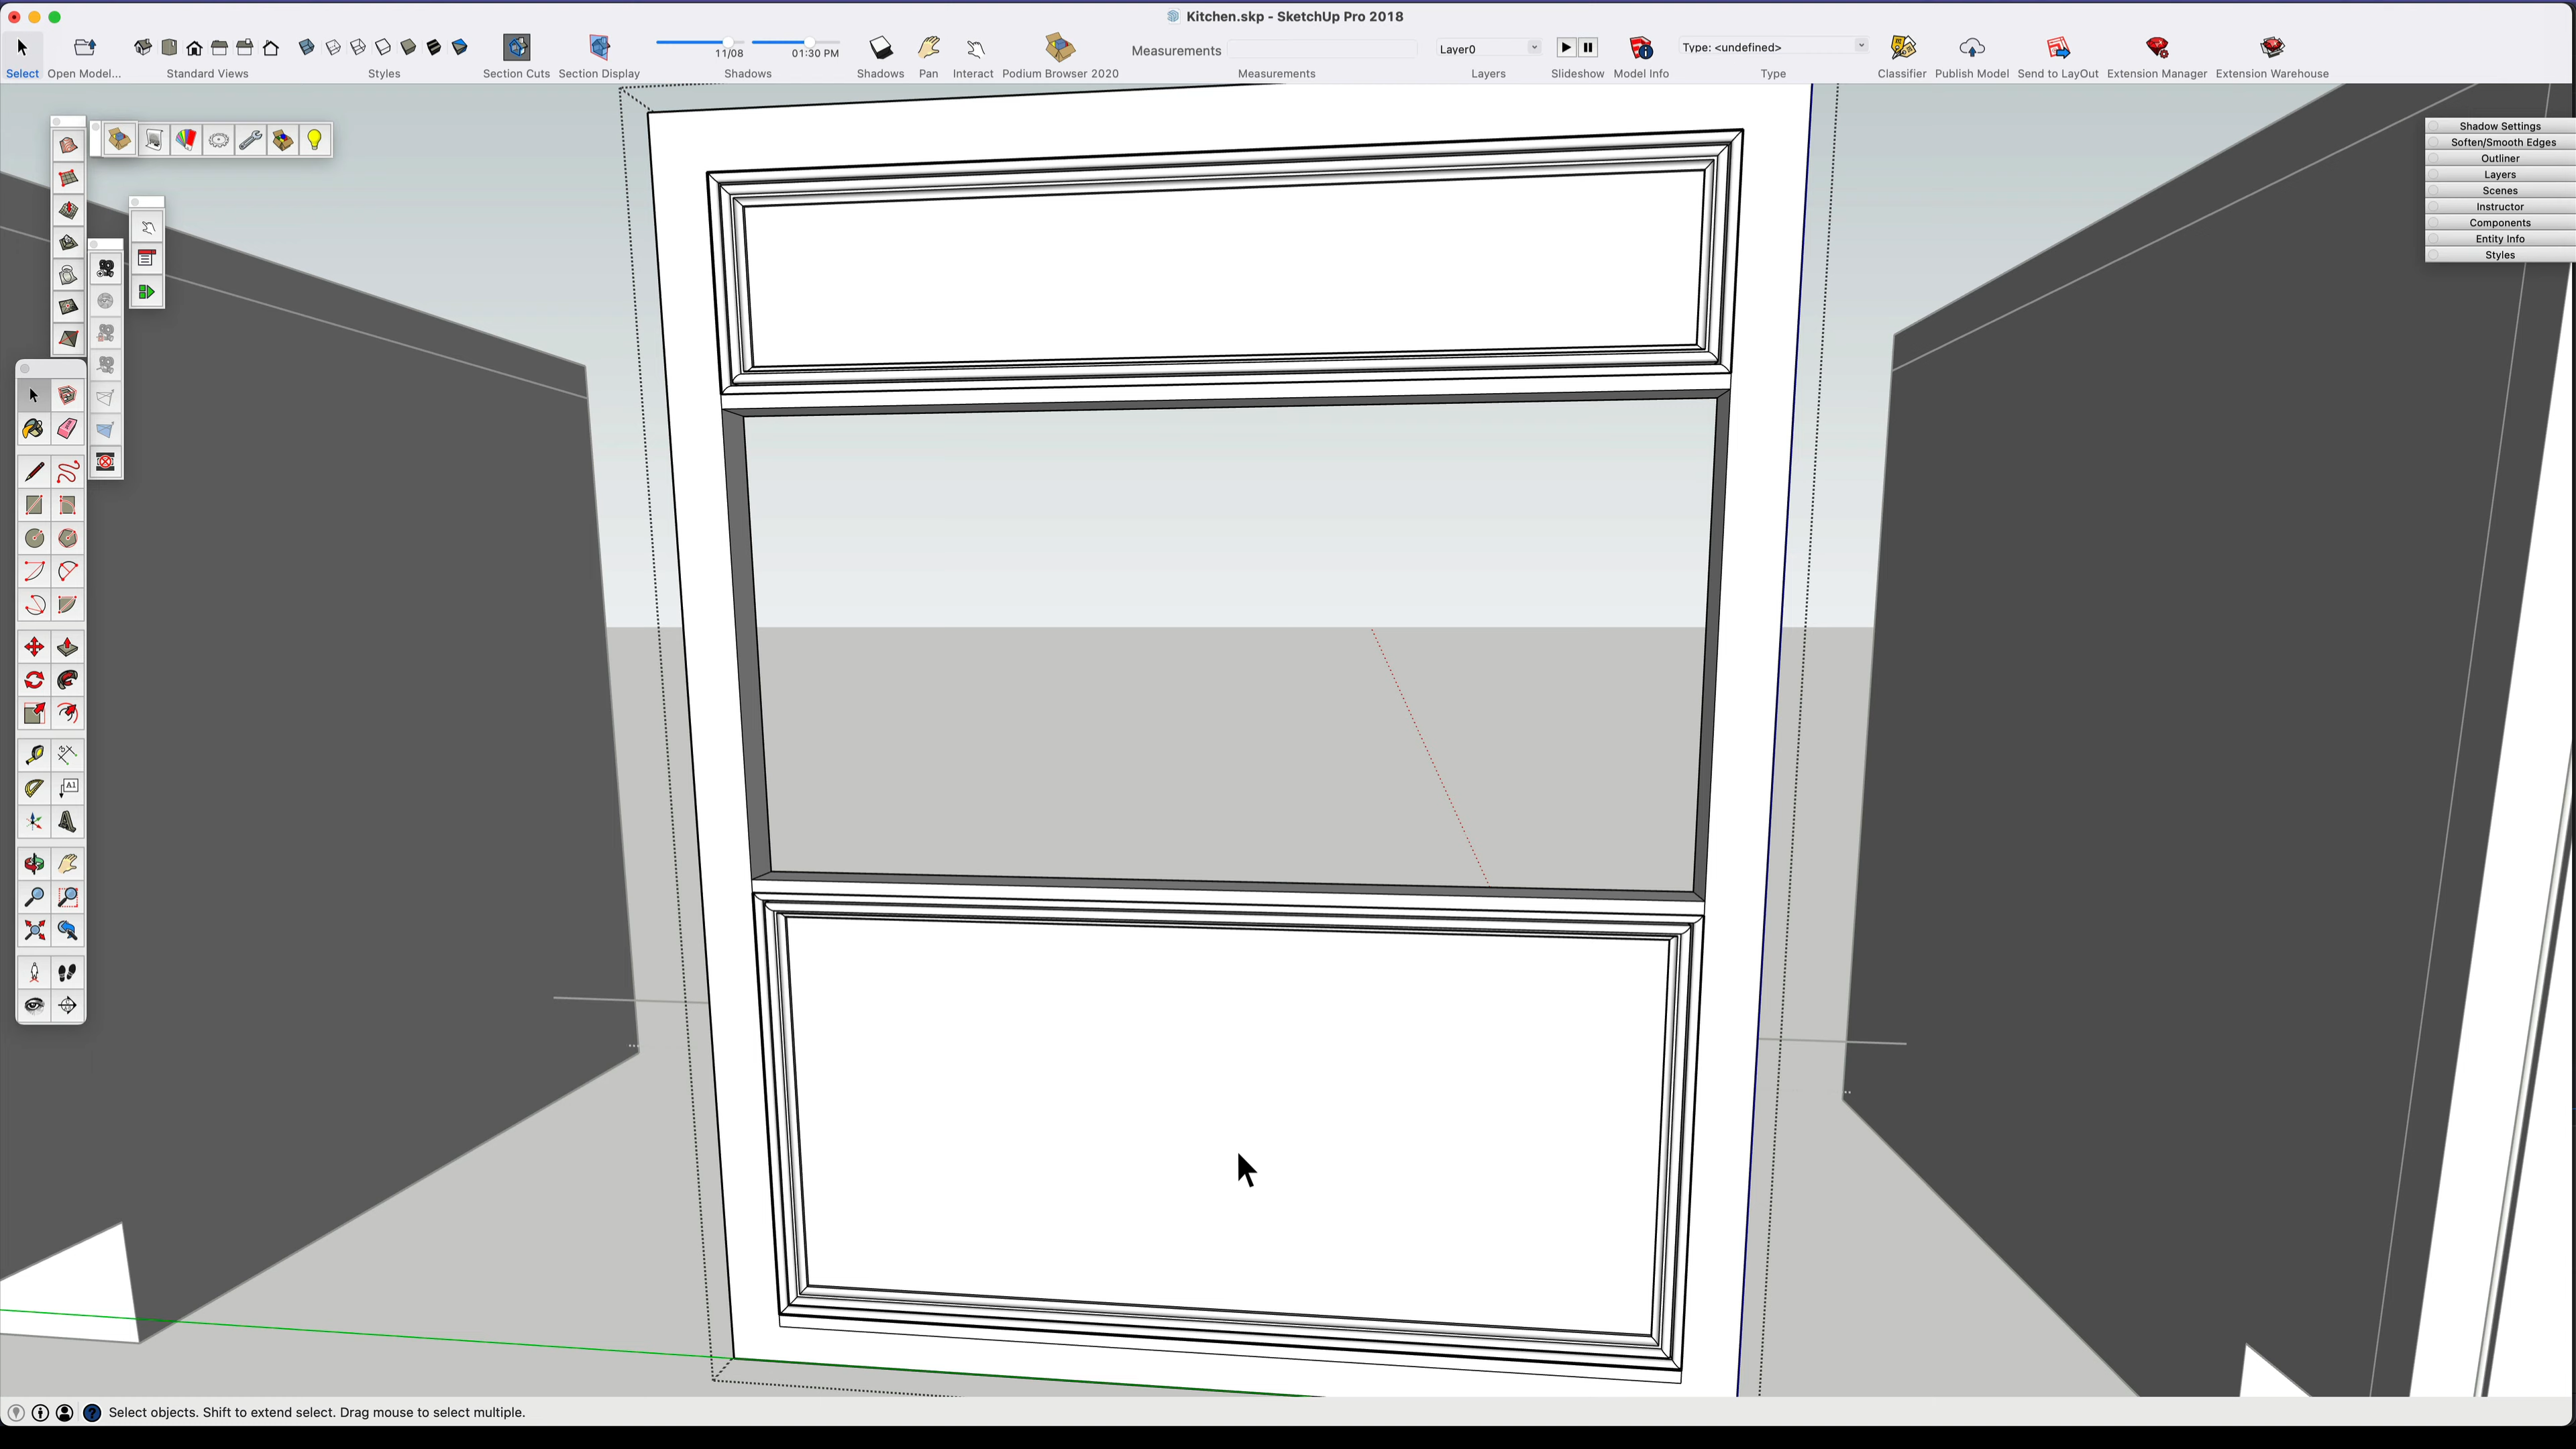 Kitchen.skp - SketchUp Pro 2018
11/08
01:30 PM
Measurements
Layer0
Type: <undefined>
Select
Open Model...
Standard Views
Styles
Section Cuts
Section Display
Shadows
Shadows
Pan
Interact
Podium Browser 2020
Measurements
Layers
Slideshow
Model Info
Type
Classifier
Publish Model
Send to LayOut
Extension Manager
Extension Warehouse
Shadow Settings
Soften/Smooth Edges
Outliner
Layers
Scenes
Instructor
Components
Entity Info
Styles
A1
Select objects. Shift to extend select. Drag mouse to select multiple.